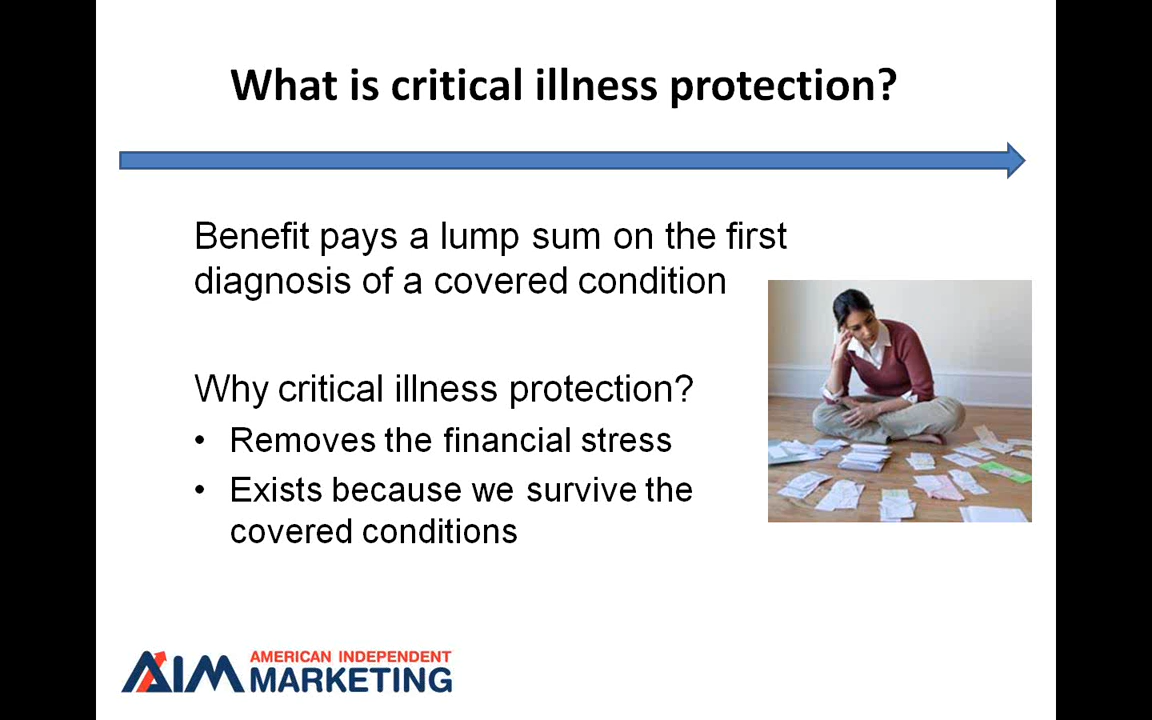 What is critical illness protection?
Benefit pays a lump sum on the first
diagnosis of a covered condition
Why critical illness protection?
• Removes the financial stress
• Exists because we survive the
covered conditions
AIM AMERICAN INDEPENDENT
MARKETING